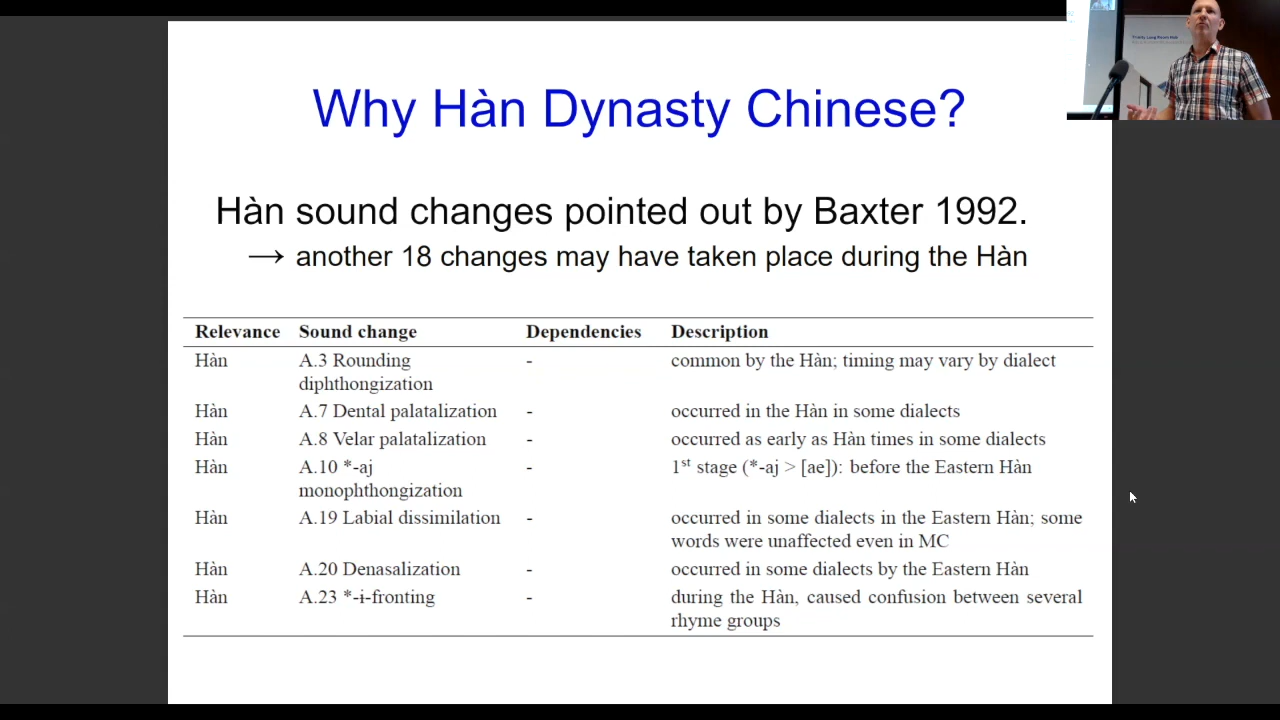 Why Hàn Dynasty Chinese?
Hàn sound changes pointed out by Baxter 1992.
→ another 18 changes may have taken place during the Hàn
Relevance Sound change Dependencies Description
Hàn A.3 Rounding - common by the Hàn; timing may vary by dialect
diphthongization
Hàn A.7 Dental palatalization - occurred in the Hàn in some dialects
Hàn A.8 Velar palatalization - occurred as early as Hàn times in some dialects
Hàn A.10 *-aj - 1st stage (*-aj > [ae]): before the Eastern Hàn
monophthongization
Hàn A.19 Labial dissimilation - occurred in some dialects in the Eastern Hàn; some
words were unaffected even in MC
Hàn A.20 Denasalization - occurred in some dialects by the Eastern Hàn
Hàn A.23 *-ɨ-fronting - during the Hàn, caused confusion between several
rhyme groups
Trinity Long Room Hub